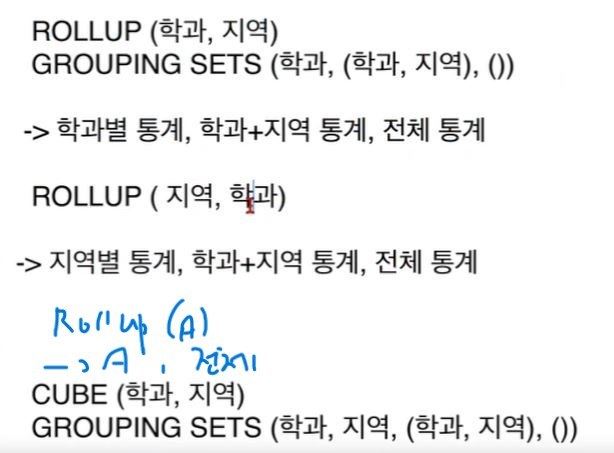 ROLLUP (학과, 지역)
GROUPING SETS (학과, (학과, 지역), ())
-> 학과별 통계, 학과+지역 통계, 전체 통계
ROLLUP ( 지역, 학과)
-> 지역별 통계, 학과+지역 통계, 전체 통계
Rollup (A)
-> A , 전체
CUBE (학과, 지역)
GROUPING SETS (학과, 지역, (학과, 지역), ())